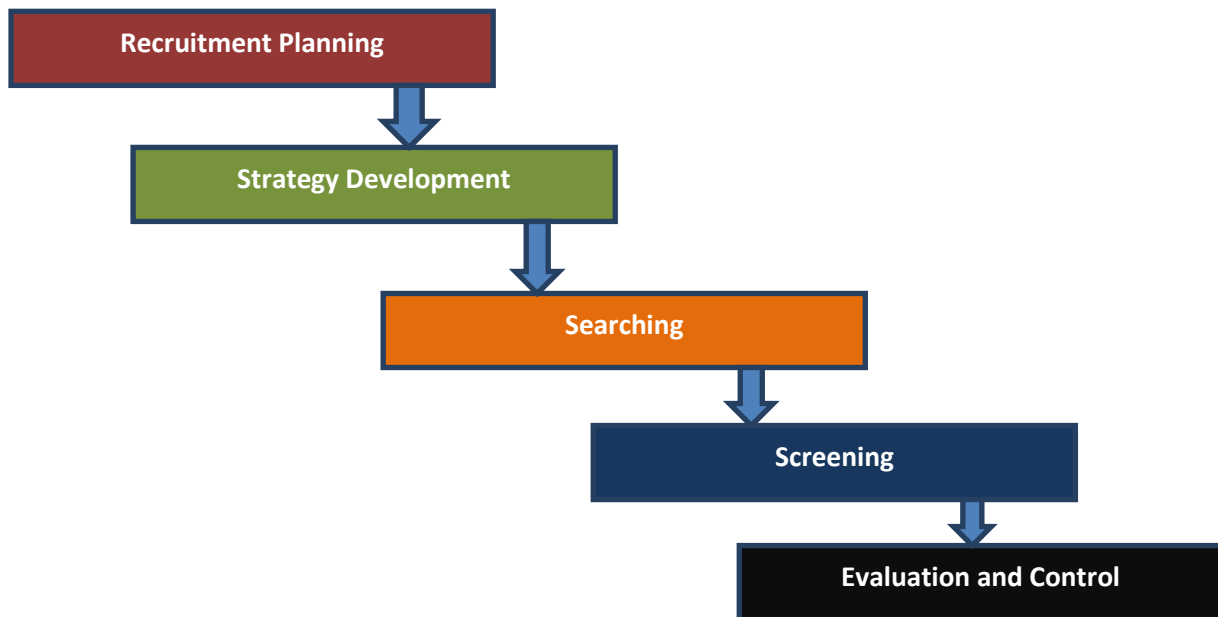 Recruitment Planning
Strategy Development
Searching
Screening
Evaluation and Control